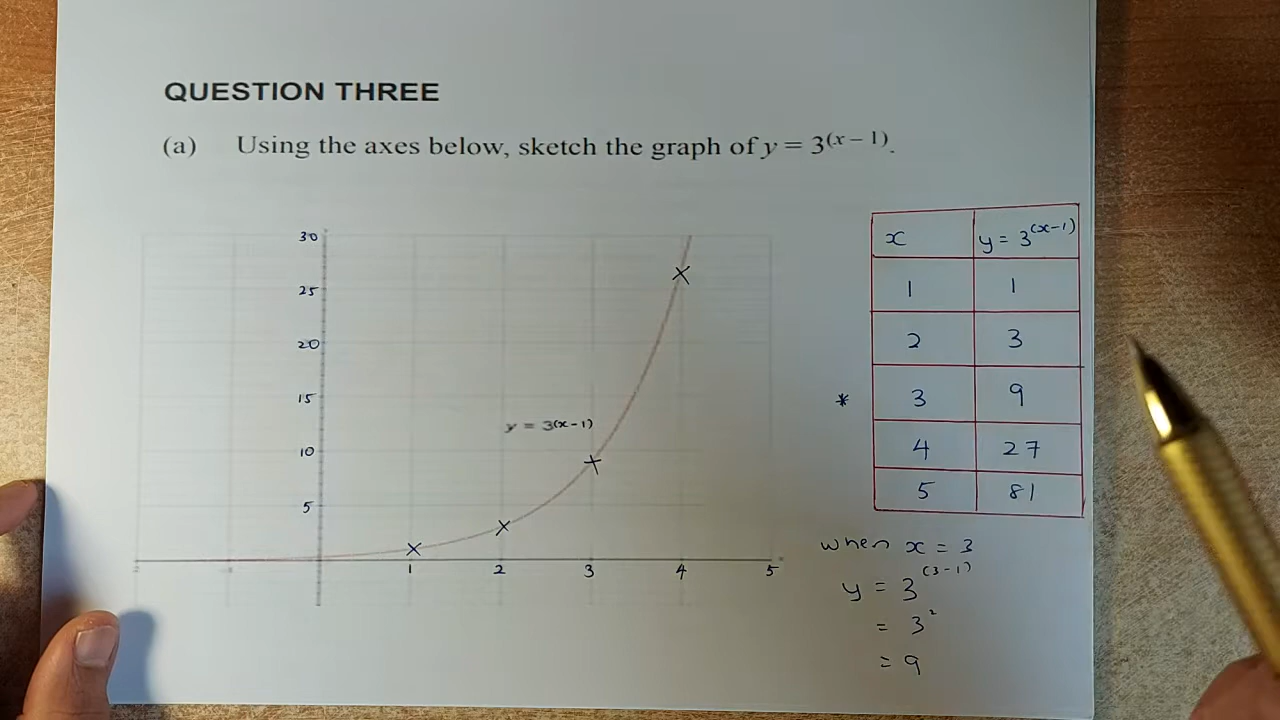 QUESTION THREE
(a) Using the axes below, sketch the graph of y = 3^(x – 1).
30
25
20
15
10
5
y = 3^(x-1)
1 2 3 4 5
x y = 3^(x-1)
1 1
2 3
* 3 9
4 27
5 81
when x = 3
y = 3^(3-1)
= 3²
= 9